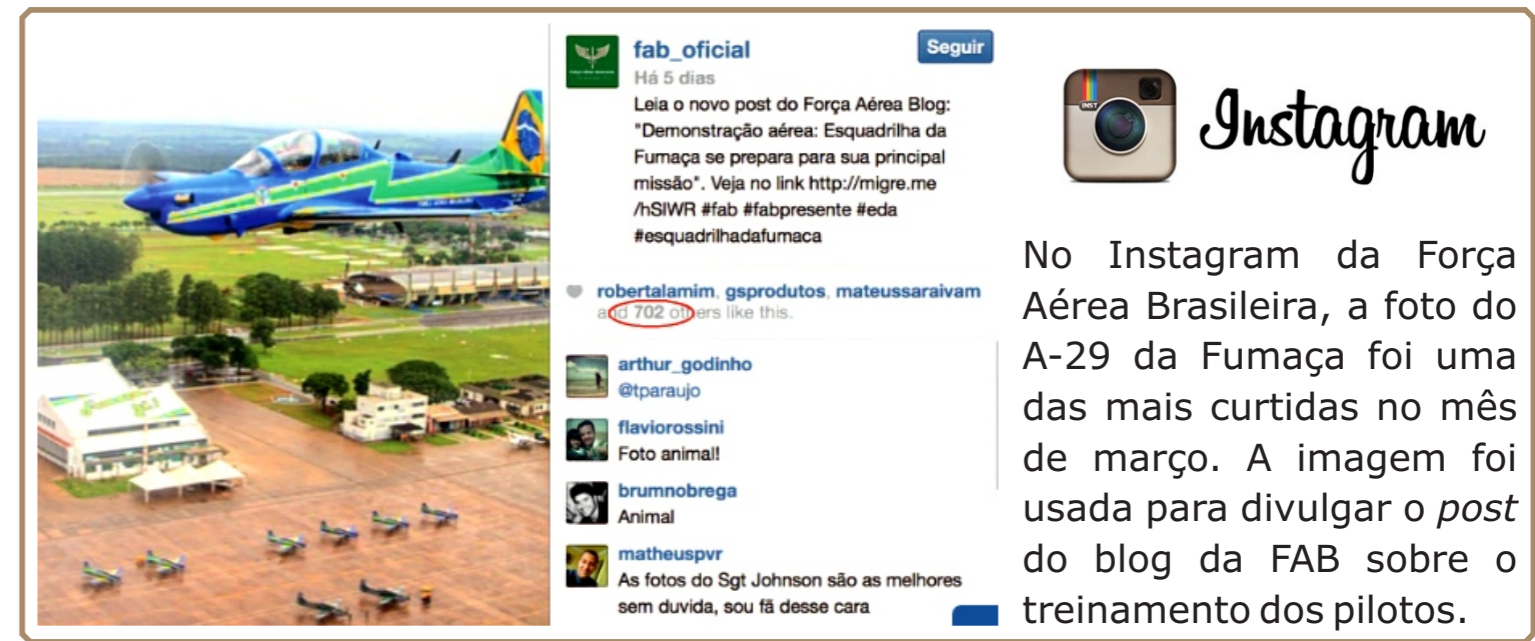 fab_oficial
Seguir
Há 5 dias
Leia o novo post do Força Aérea Blog:
"Demonstração aérea: Esquadrilha da
Fumaça se prepara para sua principal
missão". Veja no link http://migre.me
/hSIWR #fab #fabpresente #eda
#esquadrilhadafumaca
robertalamim, gsprodutos, mateussaraivam
and 702 others like this.
arthur_godinho
@tparaujo
flaviorossini
Foto animal!
brumnobrega
Animal
matheuspvr
As fotos do Sgt Johnson são as melhores
sem duvida, sou fã desse cara
INST
Instagram
No Instagram da Força
Aérea Brasileira, a foto do
A-29 da Fumaça foi uma
das mais curtidas no mês
de março. A imagem foi
usada para divulgar o post
do blog da FAB sobre o
treinamento dos pilotos.